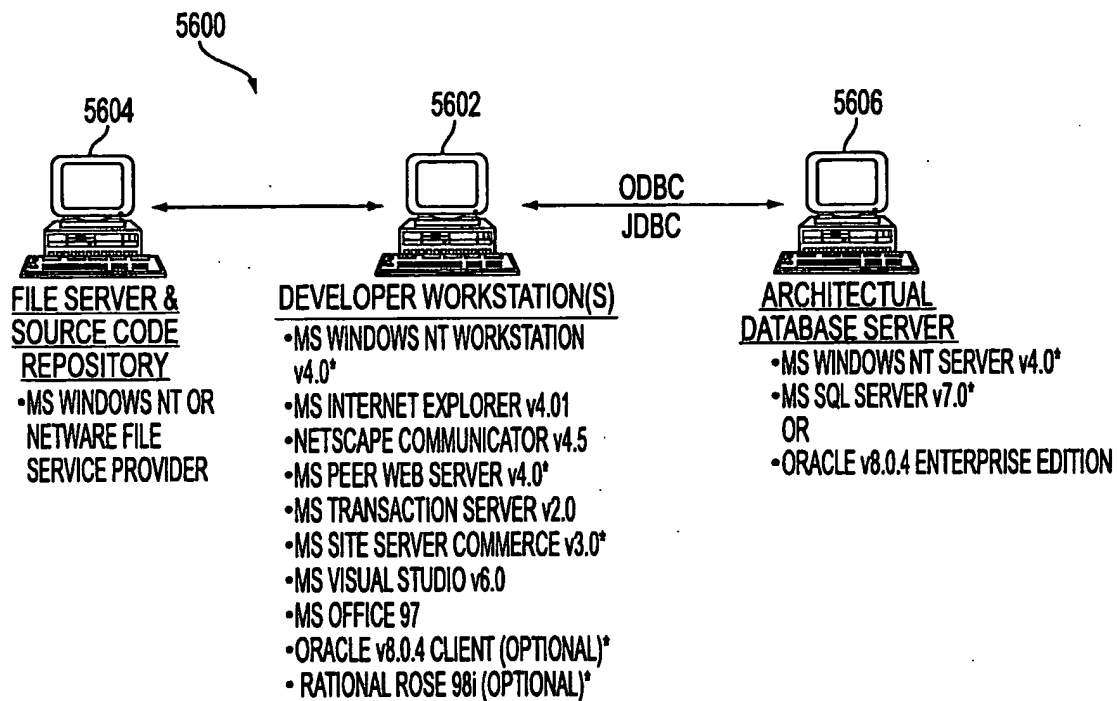 5600
5604
5602
5606
ODBC
JDBC
FILE SERVER &
SOURCE CODE
REPOSITORY
•MS WINDOWS NT OR
NETWARE FILE
SERVICE PROVIDER
DEVELOPER WORKSTATION(S)
•MS WINDOWS NT WORKSTATION
v4.0*
•MS INTERNET EXPLORER v4.01
•NETSCAPE COMMUNICATOR v4.5
•MS PEER WEB SERVER v4.0*
•MS TRANSACTION SERVER v2.0
•MS SITE SERVER COMMERCE v3.0*
•MS VISUAL STUDIO v6.0
•MS OFFICE 97
•ORACLE v8.0.4 CLIENT (OPTIONAL)*
• RATIONAL ROSE 98i (OPTIONAL)*
ARCHITECTUAL
DATABASE SERVER
•MS WINDOWS NT SERVER v4.0*
•MS SQL SERVER v7.0*
OR
•ORACLE v8.0.4 ENTERPRISE EDITION